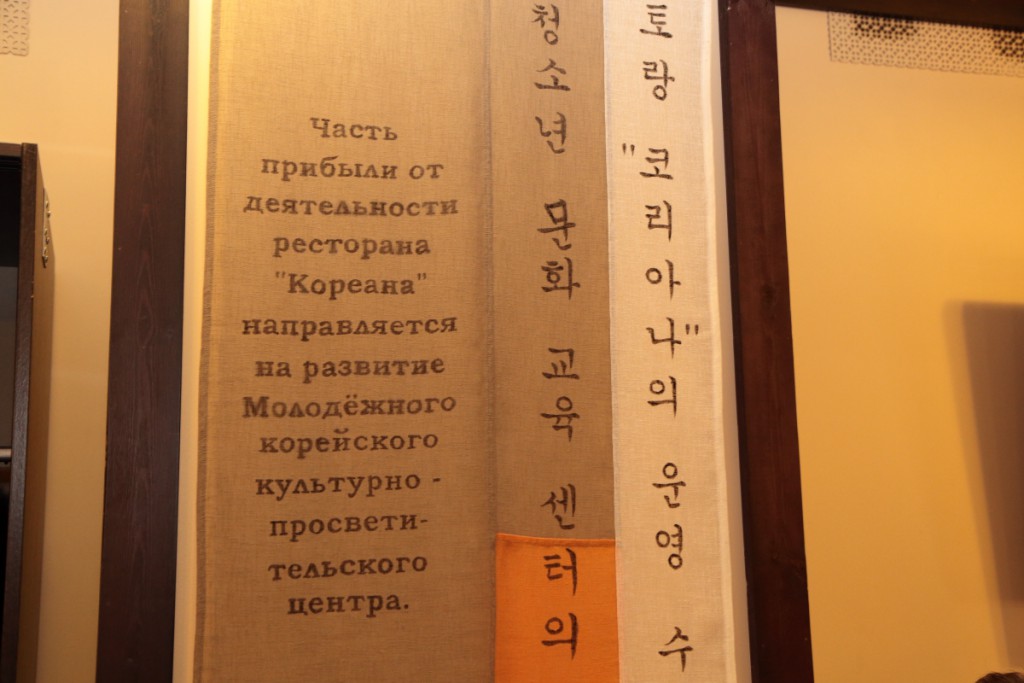 Часть
прибыли от
деятельности
ресторана
"Кореана"
направляется
на развитие
Молодёжного
корейского
культурно -
просвети-
тельского
центра.
토랑 "코리아나"의 운영 수
청소년 문화 교육 센터의